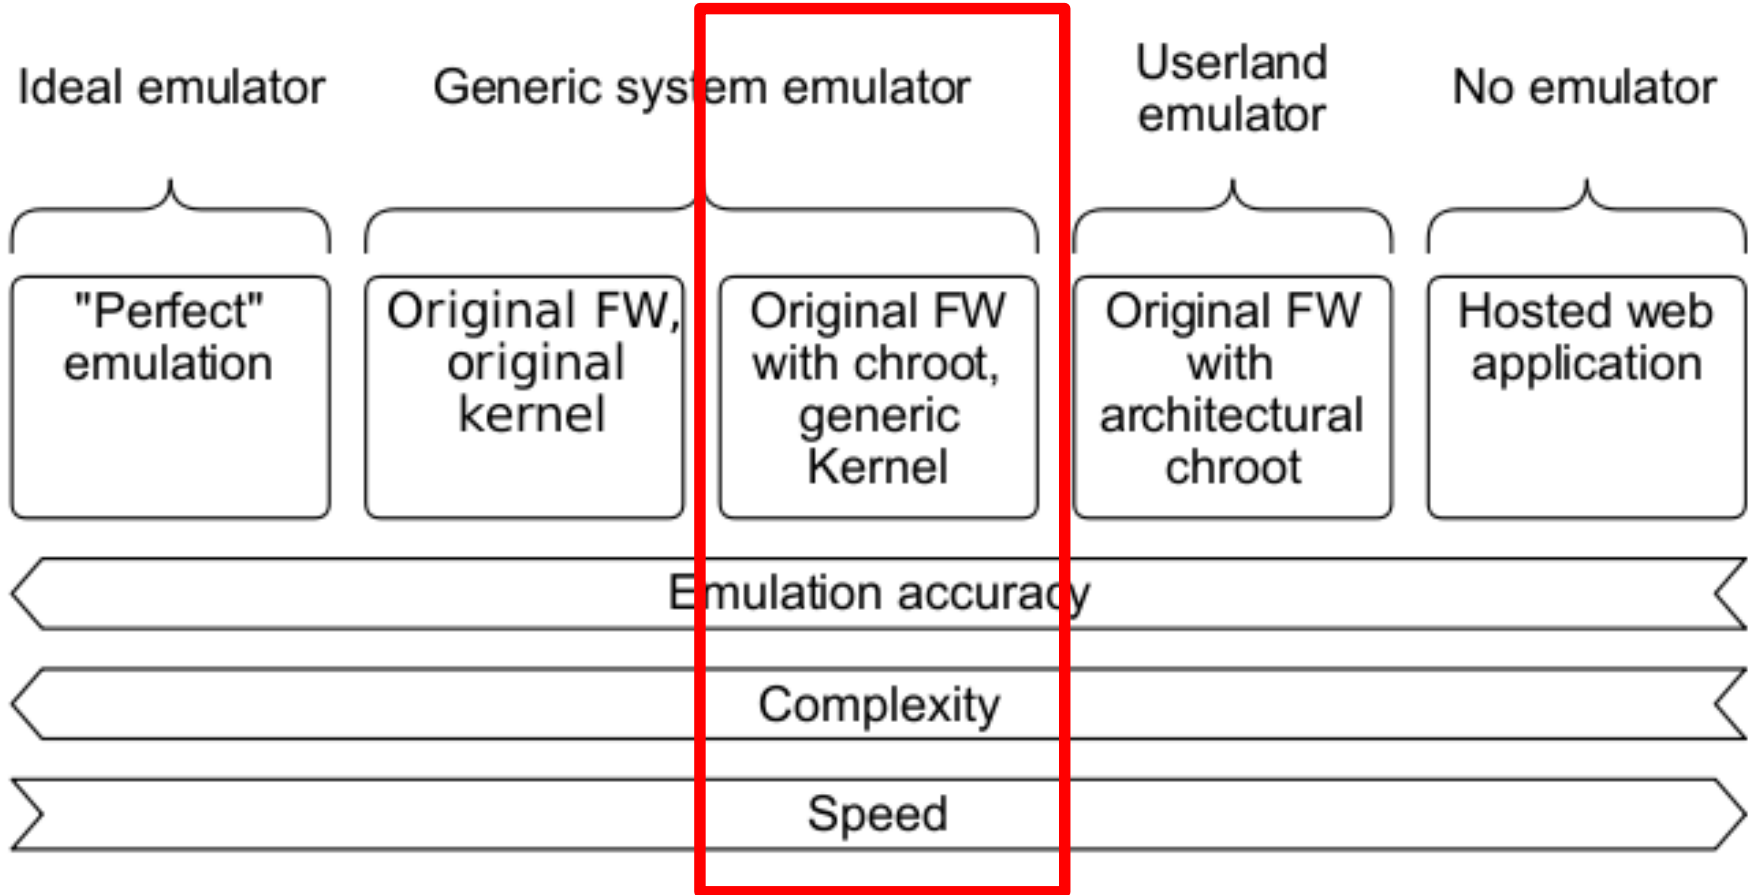 Ideal emulator
Generic system emulator
Userland
emulator
No emulator
"Perfect"
emulation
Original FW,
original
kernel
Original FW
with chroot,
generic
Kernel
Original FW
with
architectural
chroot
Hosted web
application
Emulation accuracy
Complexity
Speed